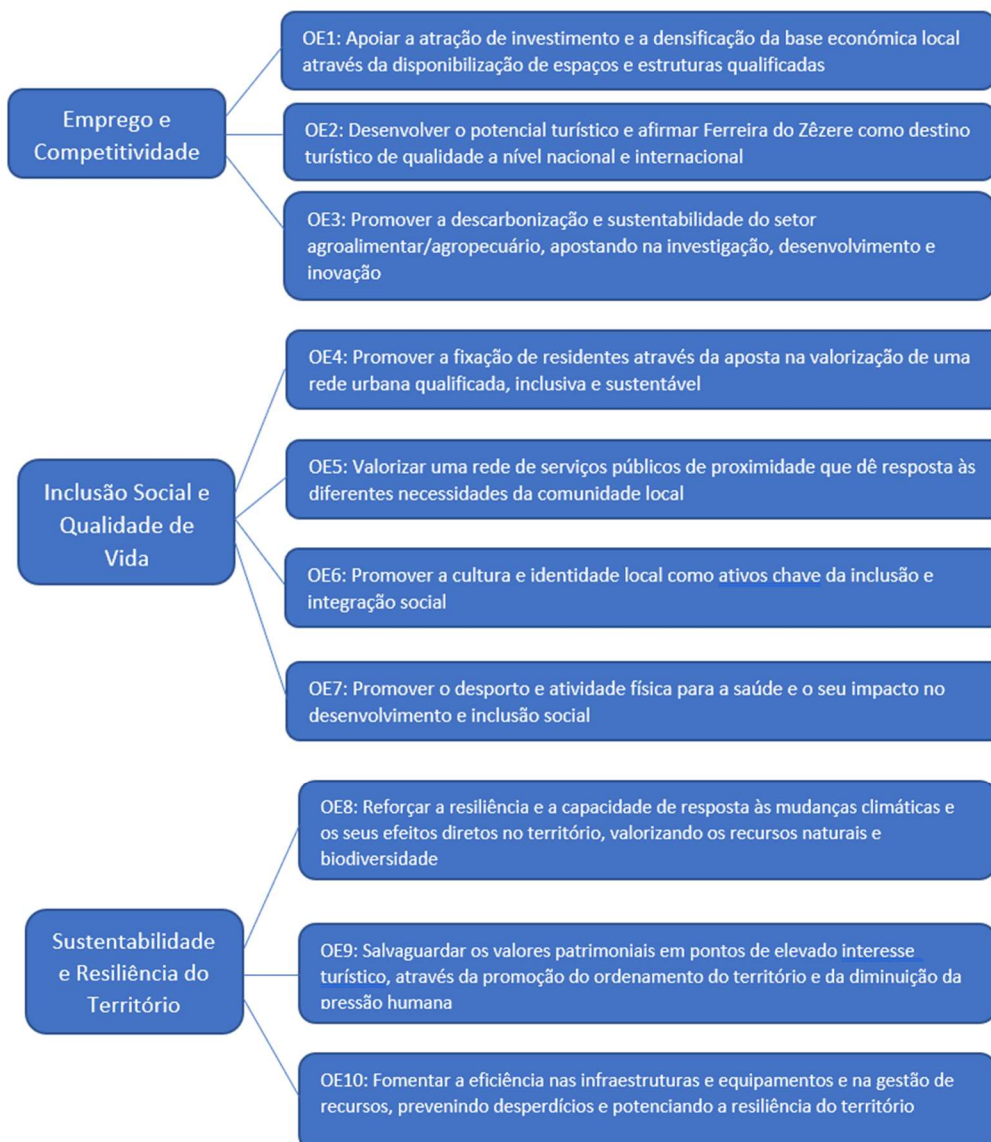 Emprego e
Competitividade
OE1: Apoiar a atração de investimento e a densificação da base económica local
através da disponibilização de espaços e estruturas qualificadas
OE2: Desenvolver o potencial turístico e afirmar Ferreira do Zêzere como destino
turístico de qualidade a nível nacional e internacional
OE3: Promover a descarbonização e sustentabilidade do setor
agroalimentar/agropecuário, apostando na investigação, desenvolvimento e
inovação
Inclusão Social e
Qualidade de
Vida
OE4: Promover a fixação de residentes através da aposta na valorização de uma
rede urbana qualificada, inclusiva e sustentável
OE5: Valorizar uma rede de serviços públicos de proximidade que dê resposta às
diferentes necessidades da comunidade local
OE6: Promover a cultura e identidade local como ativos chave da inclusão e
integração social
OE7: Promover o desporto e atividade física para a saúde e o seu impacto no
desenvolvimento e inclusão social
Sustentabilidade
e Resiliência do
Território
OE8: Reforçar a resiliência e a capacidade de resposta às mudanças climáticas e
os seus efeitos diretos no território, valorizando os recursos naturais e
biodiversidade
OE9: Salvaguardar os valores patrimoniais em pontos de elevado interesse
turístico, através da promoção do ordenamento do território e da diminuição da
pressão humana
OE10: Fomentar a eficiência nas infraestruturas e equipamentos e na gestão de
recursos, prevenindo desperdícios e potenciando a resiliência do território